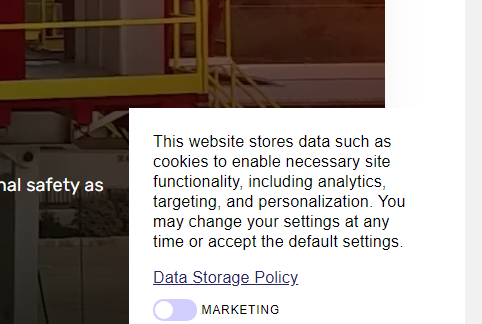 This website stores data such as
cookies to enable necessary site
functionality, including analytics,
targeting, and personalization. You
may change your settings at any
time or accept the default settings.
nal safety as
Data Storage Policy
MARKETING